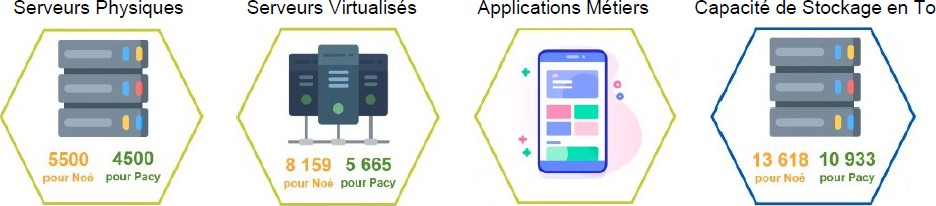 Serveurs Physiques
5500 4500
pour Noé pour Pacy
Serveurs Virtualisés
8 159 5 665
pour Noé pour Pacy
Applications Métiers
Capacité de Stockage en To
13 618 10 933
pour Noé pour Pacy